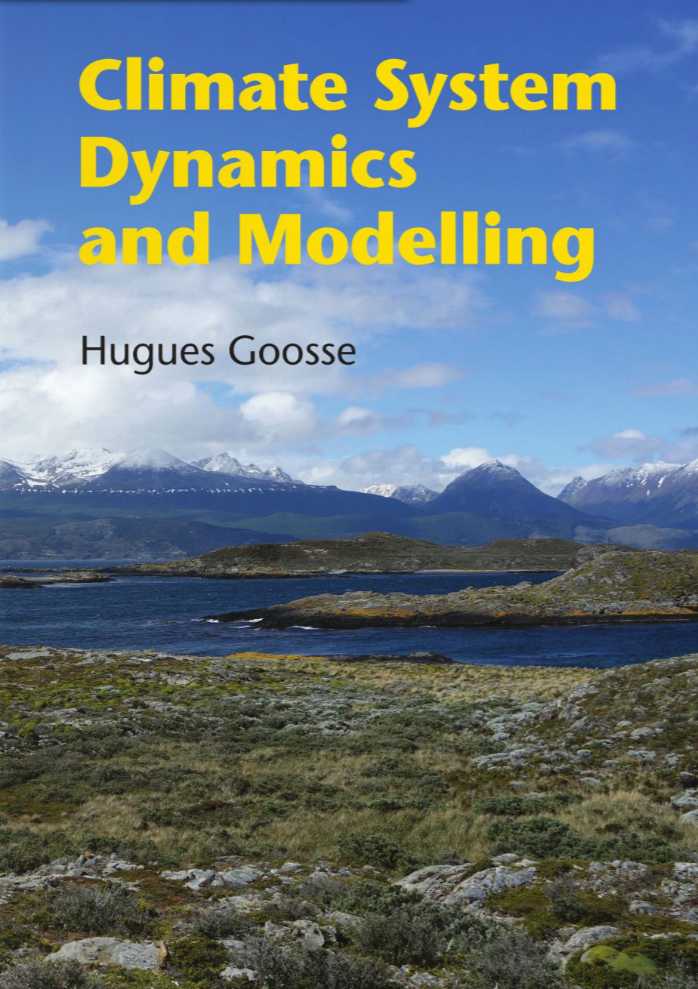 Climate System
Dynamics
and Modelling
Hugues Goosse